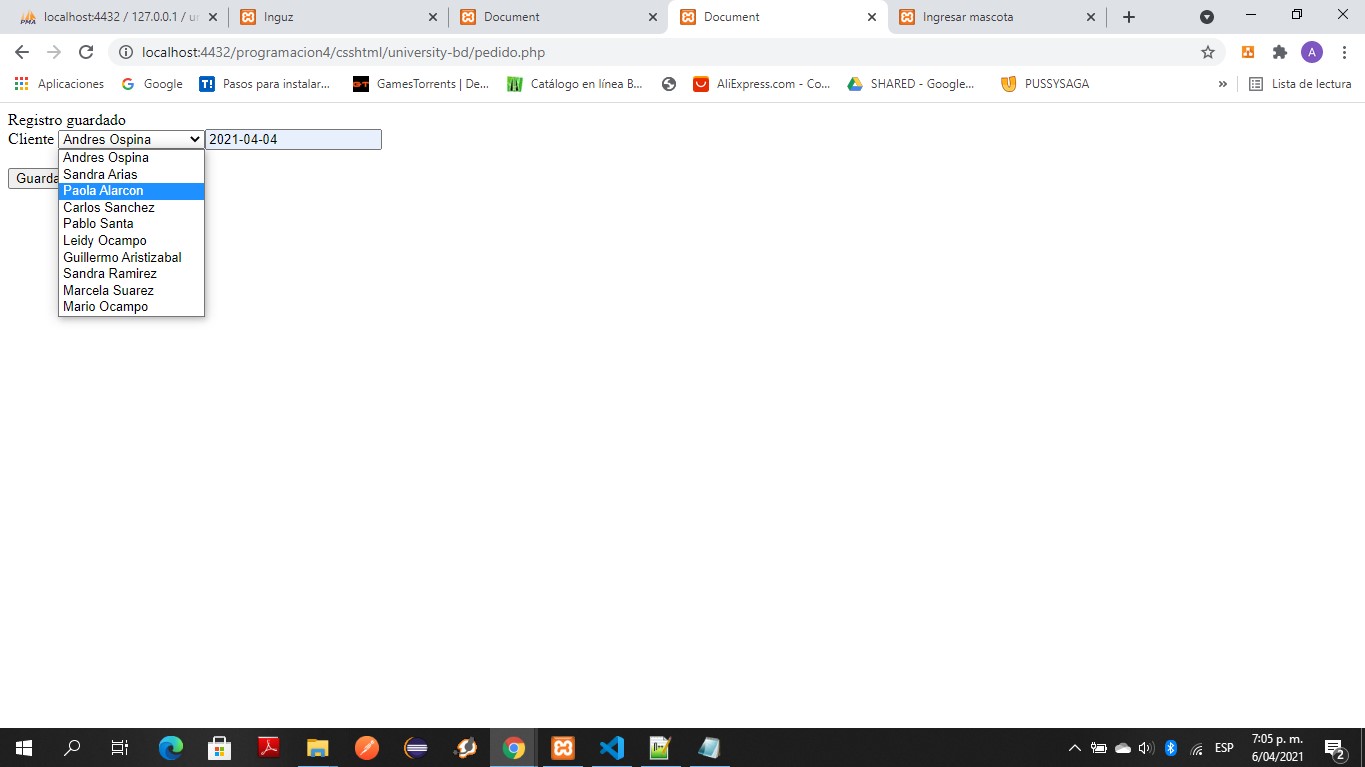 localhost:4432 / 127.0.0.1 / ur
Inguz
Document
Document
Ingresar mascota
localhost:4432/programacion4/csshtml/university-bd/pedido.php
A
Aplicaciones
Google
Pasos para instalar...
GamesTorrents | De...
Catálogo en línea B...
AliExpress.com - Co...
SHARED - Google...
PUSSYSAGA
»
Lista de lectura
Registro guardado
Cliente Andres Ospina 2021-04-04
Andres Ospina
Sandra Arias
Guarda
Paola Alarcon
Carlos Sanchez
Pablo Santa
Leidy Ocampo
Guillermo Aristizabal
Sandra Ramirez
Marcela Suarez
Mario Ocampo
ESP
7:05 p. m.
6/04/2021
2